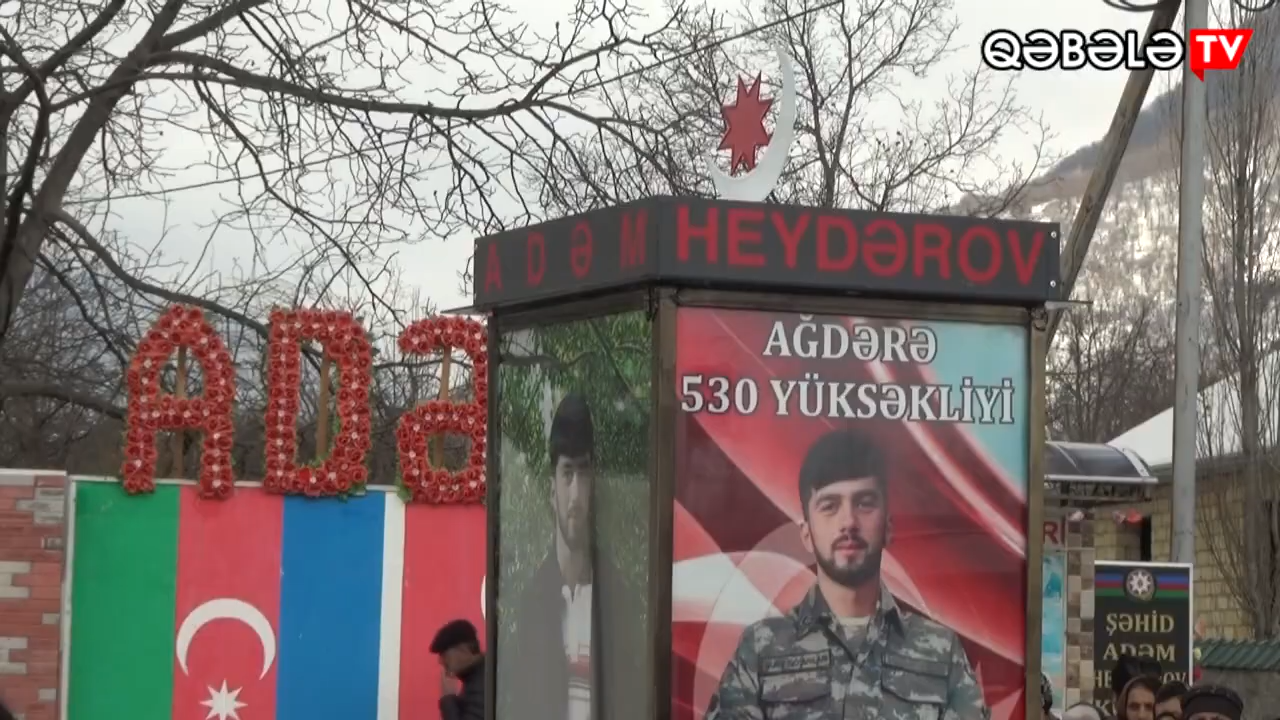 QƏBƏLƏ TV
ADƏM HEYDƏROV
AĞDƏRƏ
530 YÜKSƏKLİYİ
ADƏ
ŞƏHİD
ADƏM